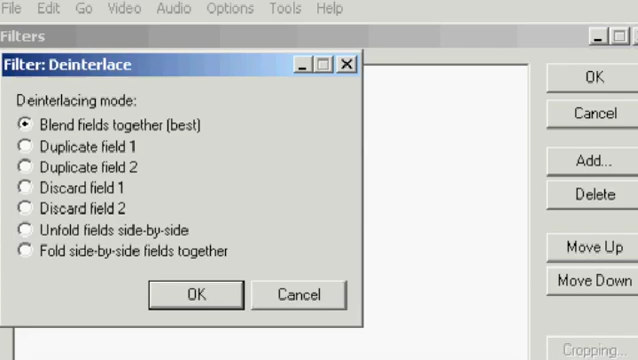 File Edit Go Video Audio Options Tools Help
Filters
Filter: Deinterlace
Deinterlacing mode:
Blend fields together (best)
Duplicate field 1
Duplicate field 2
Discard field 1
Discard field 2
Unfold fields side-by-side
Fold side-by-side fields together
OK Cancel
OK
Cancel
Add...
Delete
Move Up
Move Down
Cropping...